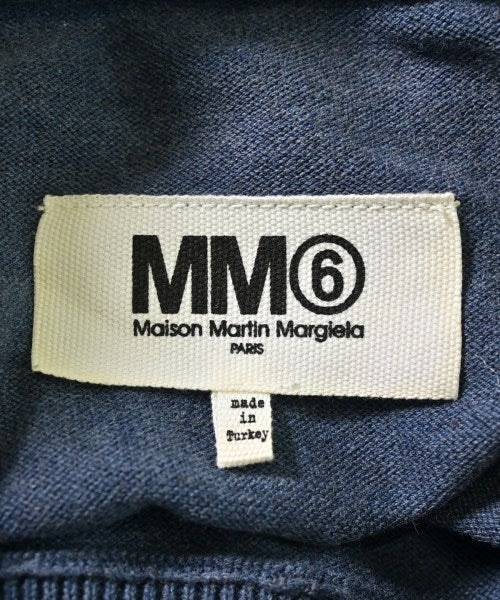 MM⑥
Maison Martin Margiela
PARIS
made
in
Turkey